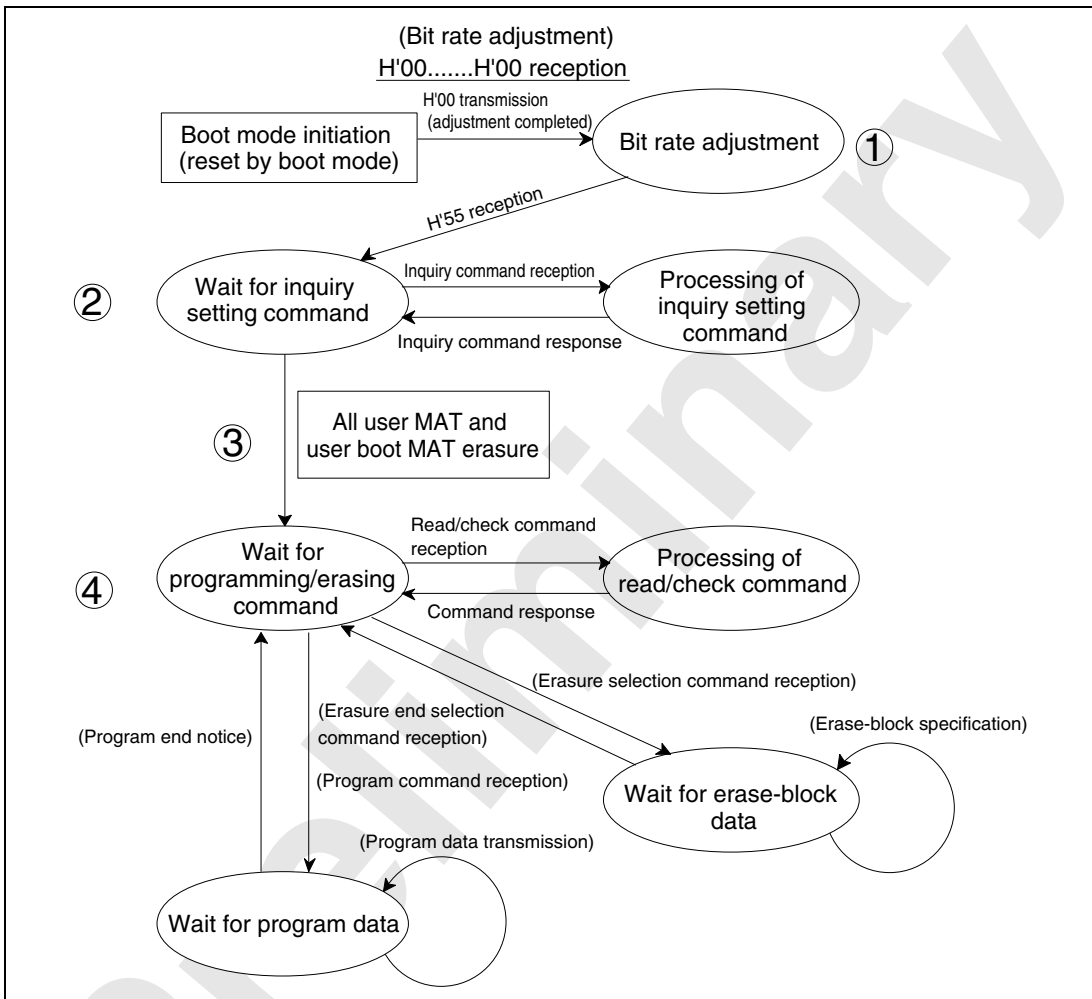 (Bit rate adjustment)
H'00.......H'00 reception
H'00 transmission
(adjustment completed)
Boot mode initiation
(reset by boot mode)
Bit rate adjustment
1
H'55 reception
2
Wait for inquiry
setting command
Inquiry command reception
Processing of
inquiry setting
command
Inquiry command response
3
All user MAT and
user boot MAT erasure
4
Wait for
programming/erasing
command
Read/check command
reception
Processing of
read/check command
Command response
(Erasure selection command reception)
(Program end notice)
(Erasure end selection
command reception)
(Program command reception)
(Erase-block specification)
Wait for erase-block
data
(Program data transmission)
Wait for program data
Preliminary